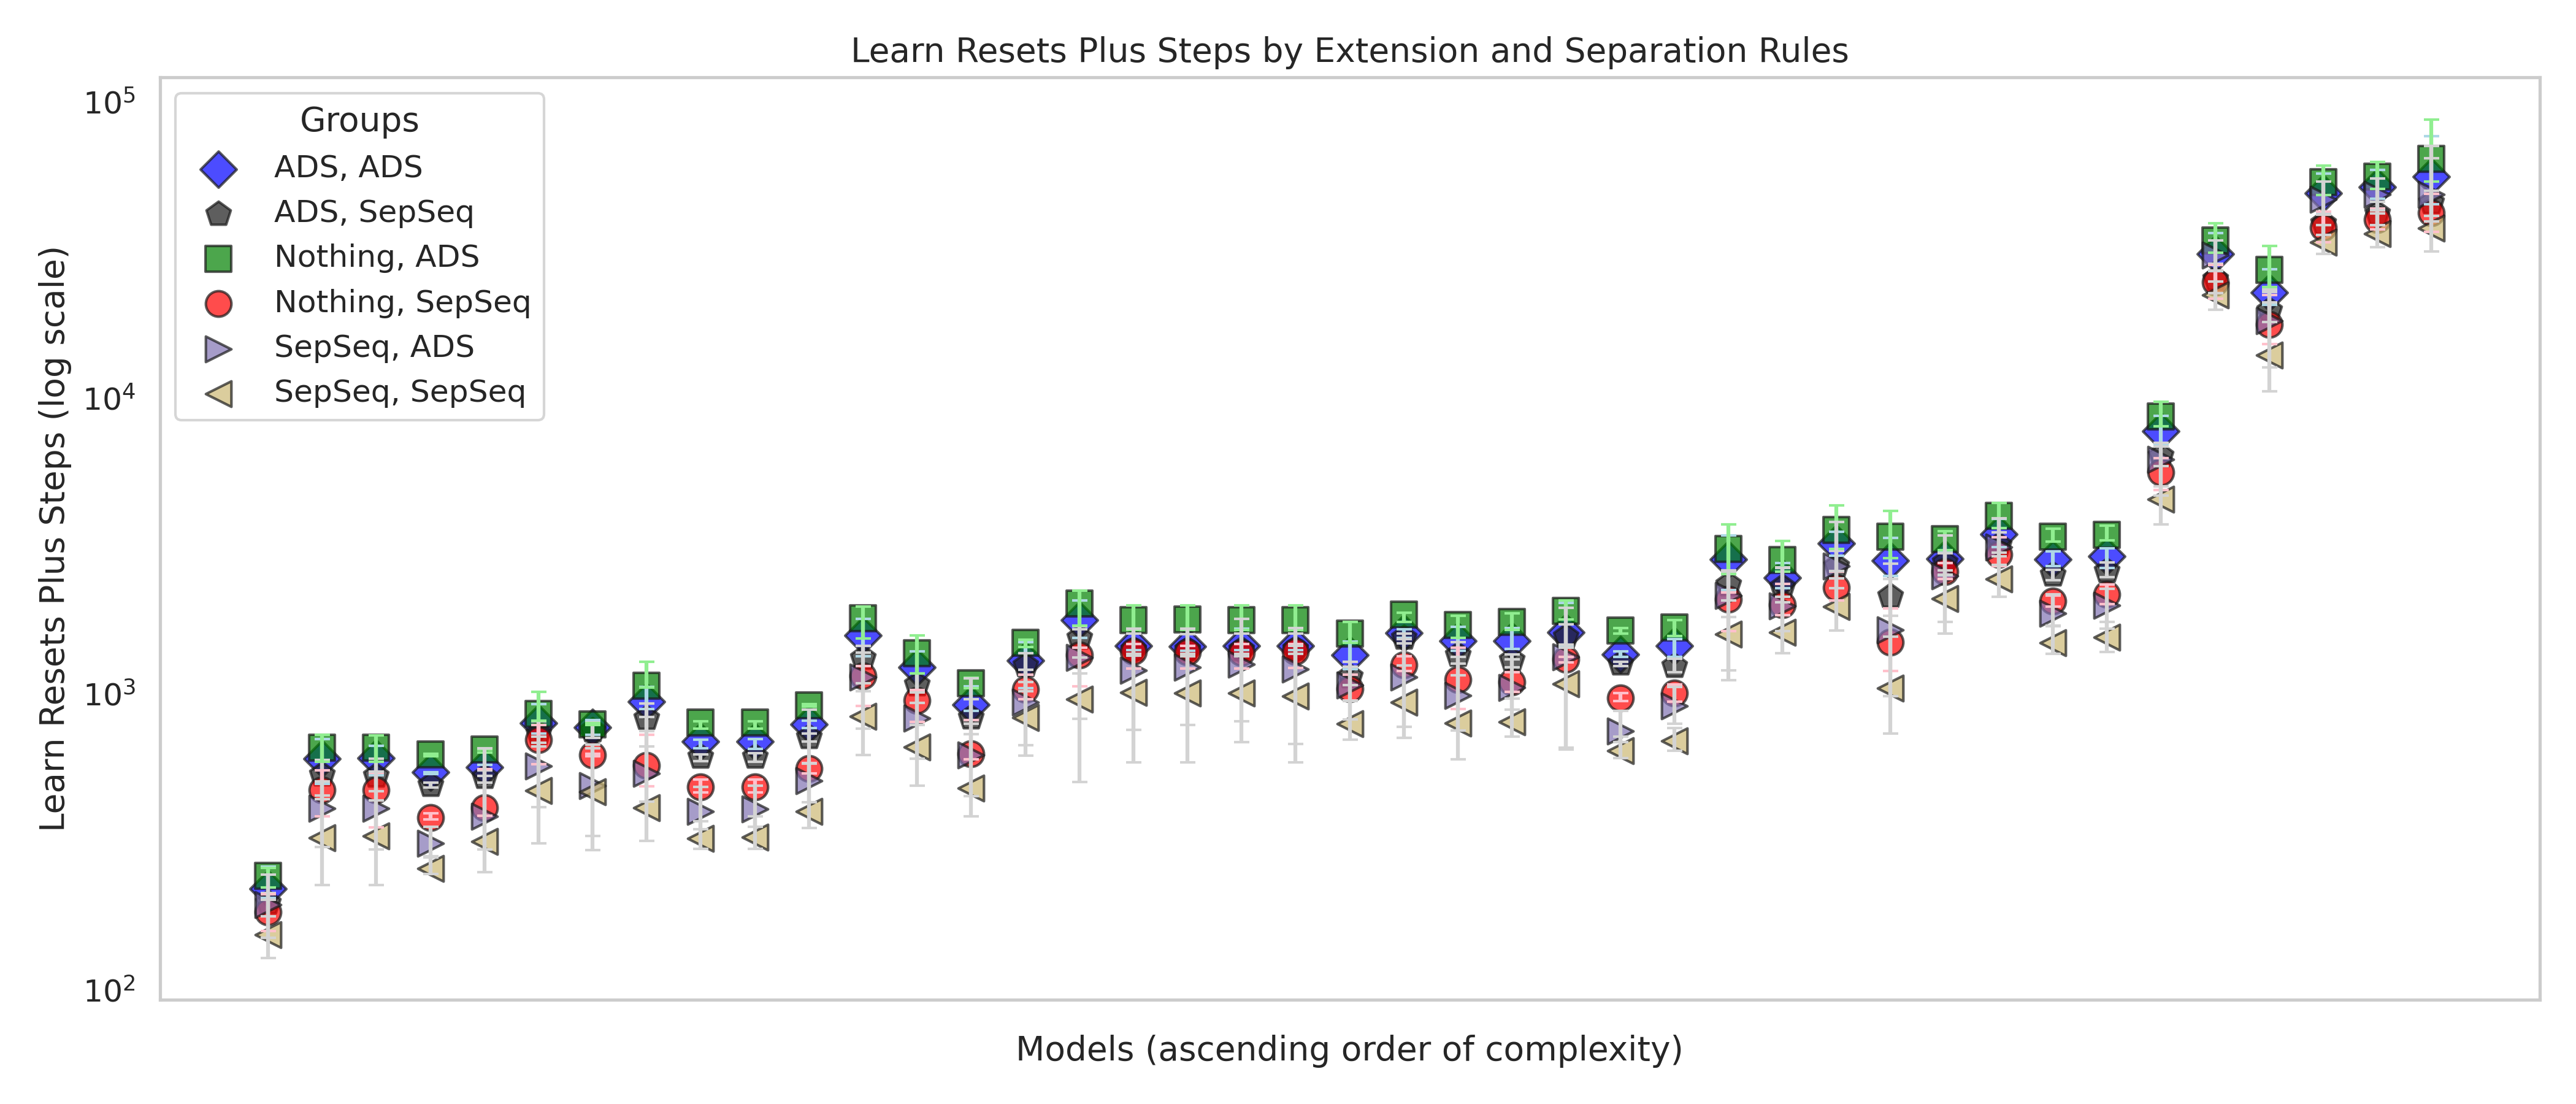 Learn Resets Plus Steps by Extension and Separation Rules
Learn Resets Plus Steps (log scale)
10⁵
10⁴
10³
10²
Groups
ADS, ADS
ADS, SepSeq
Nothing, ADS
Nothing, SepSeq
SepSeq, ADS
SepSeq, SepSeq
Models (ascending order of complexity)